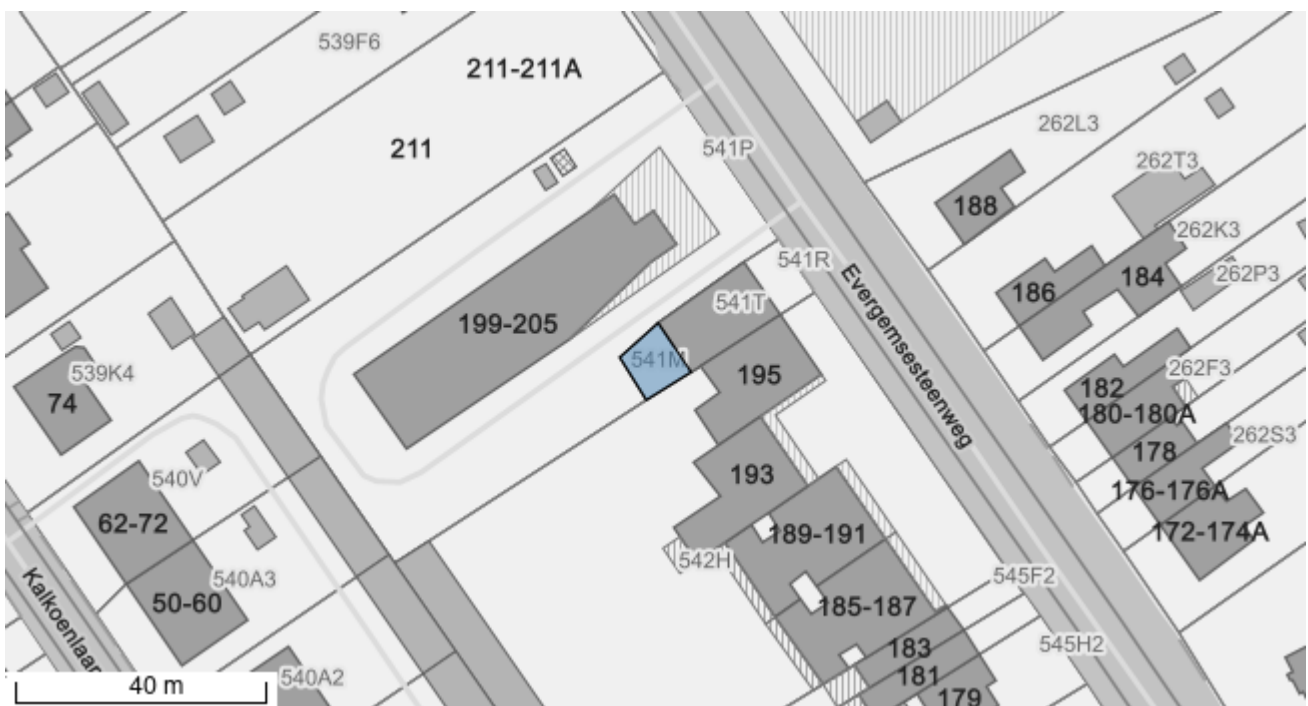 539F6
211-211A
262L3
541P
211
262T3
188
262K3
541R
184
262P3
186
541T
Evergemsesteenweg
199-205
541M
262F3
539K4
195
182
74
180-180A
262S3
178
193
540V
176-176A
62-72
189-191
172-174A
542H
545F2
540A3
Kalkoenlaan
50-60
185-187
183
545H2
540A2
181
40 m
179